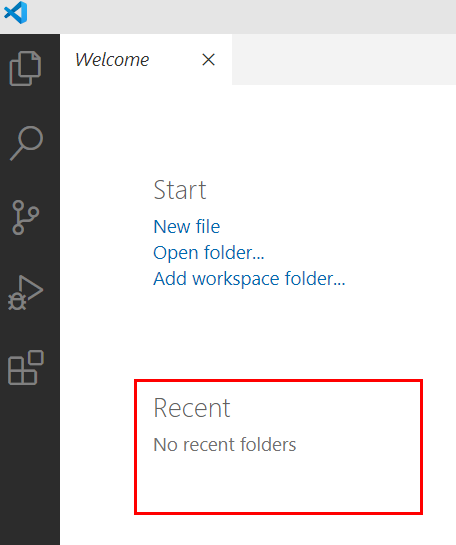 Welcome
Start
New file
Open folder...
Add workspace folder...
Recent
No recent folders